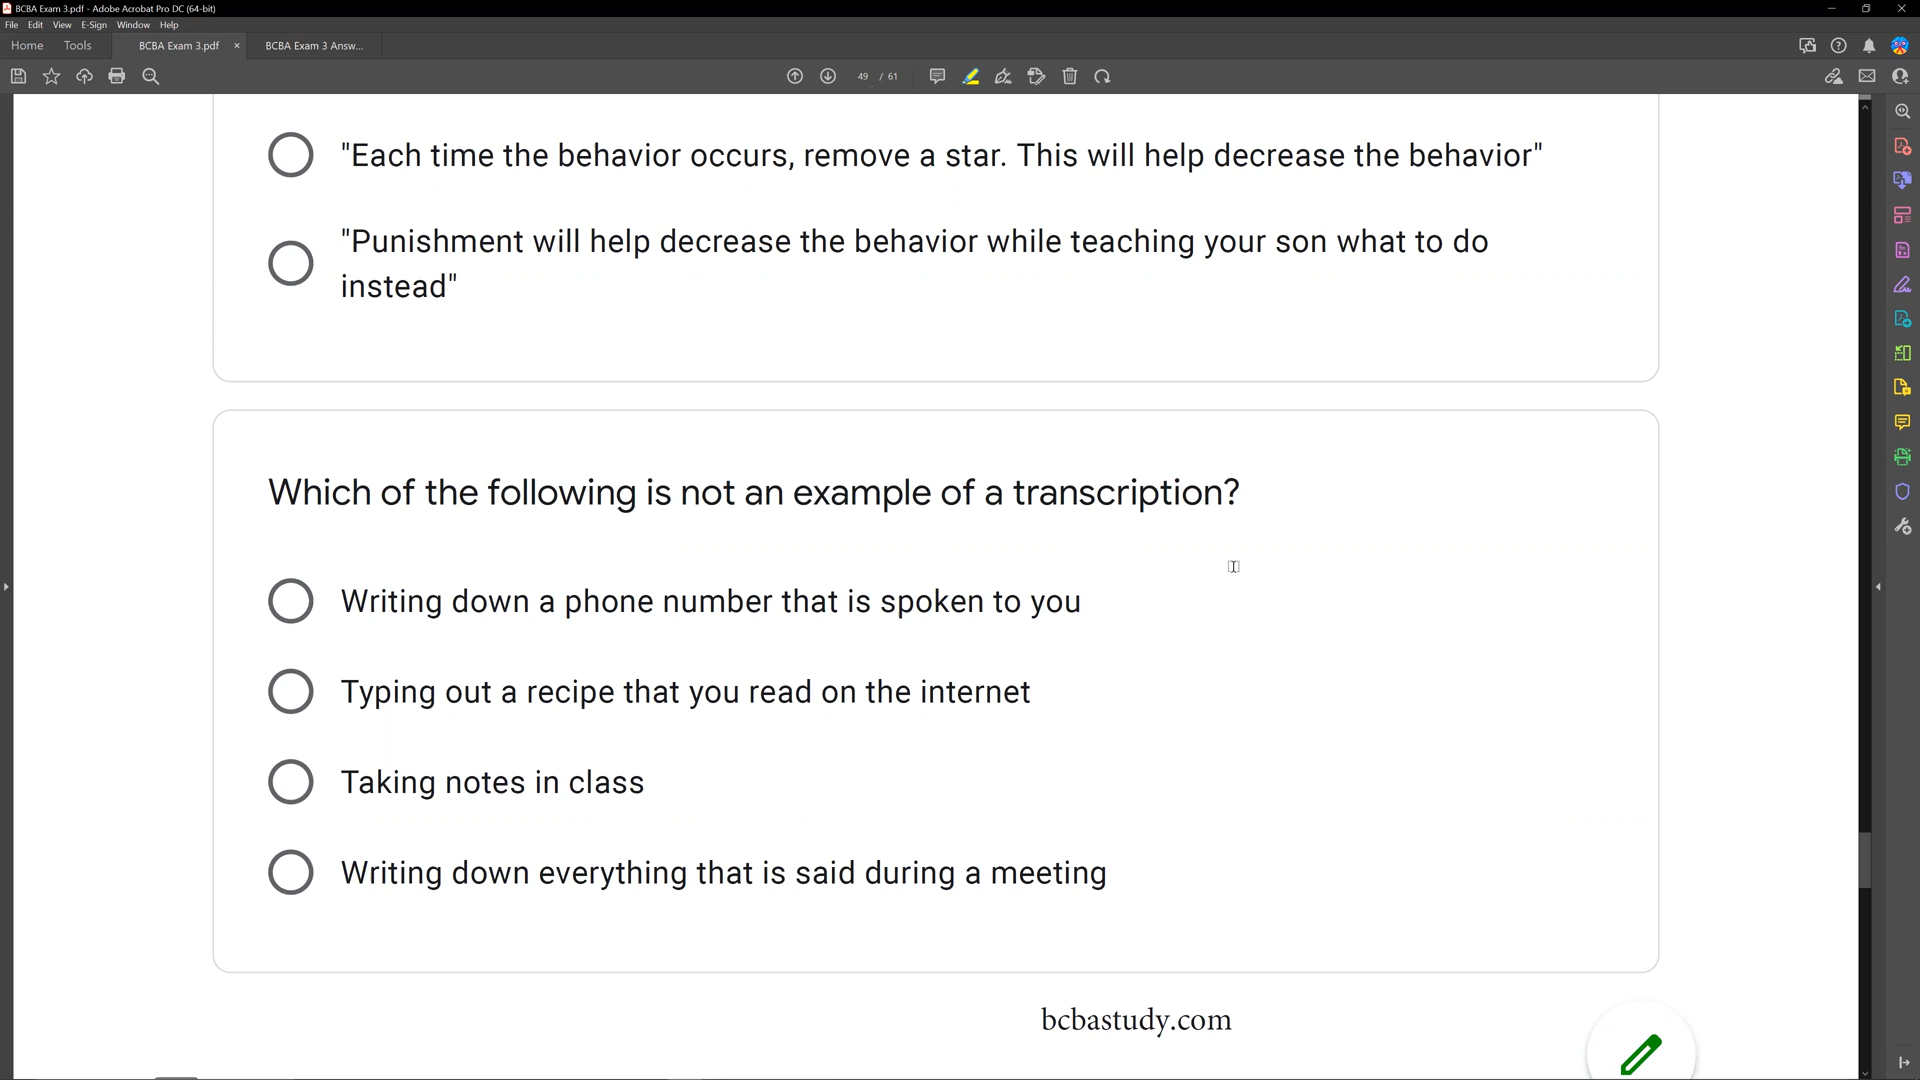 BCBA Exam 3.pdf - Adobe Acrobat Pro DC (64-bit)
File Edit View E-Sign Window Help
Home Tools BCBA Exam 3.pdf × BCBA Exam 3 Answ...
49 / 61
"Each time the behavior occurs, remove a star. This will help decrease the behavior"
"Punishment will help decrease the behavior while teaching your son what to do
instead"
Which of the following is not an example of a transcription?
Writing down a phone number that is spoken to you
Typing out a recipe that you read on the internet
Taking notes in class
Writing down everything that is said during a meeting
bcbastudy.com